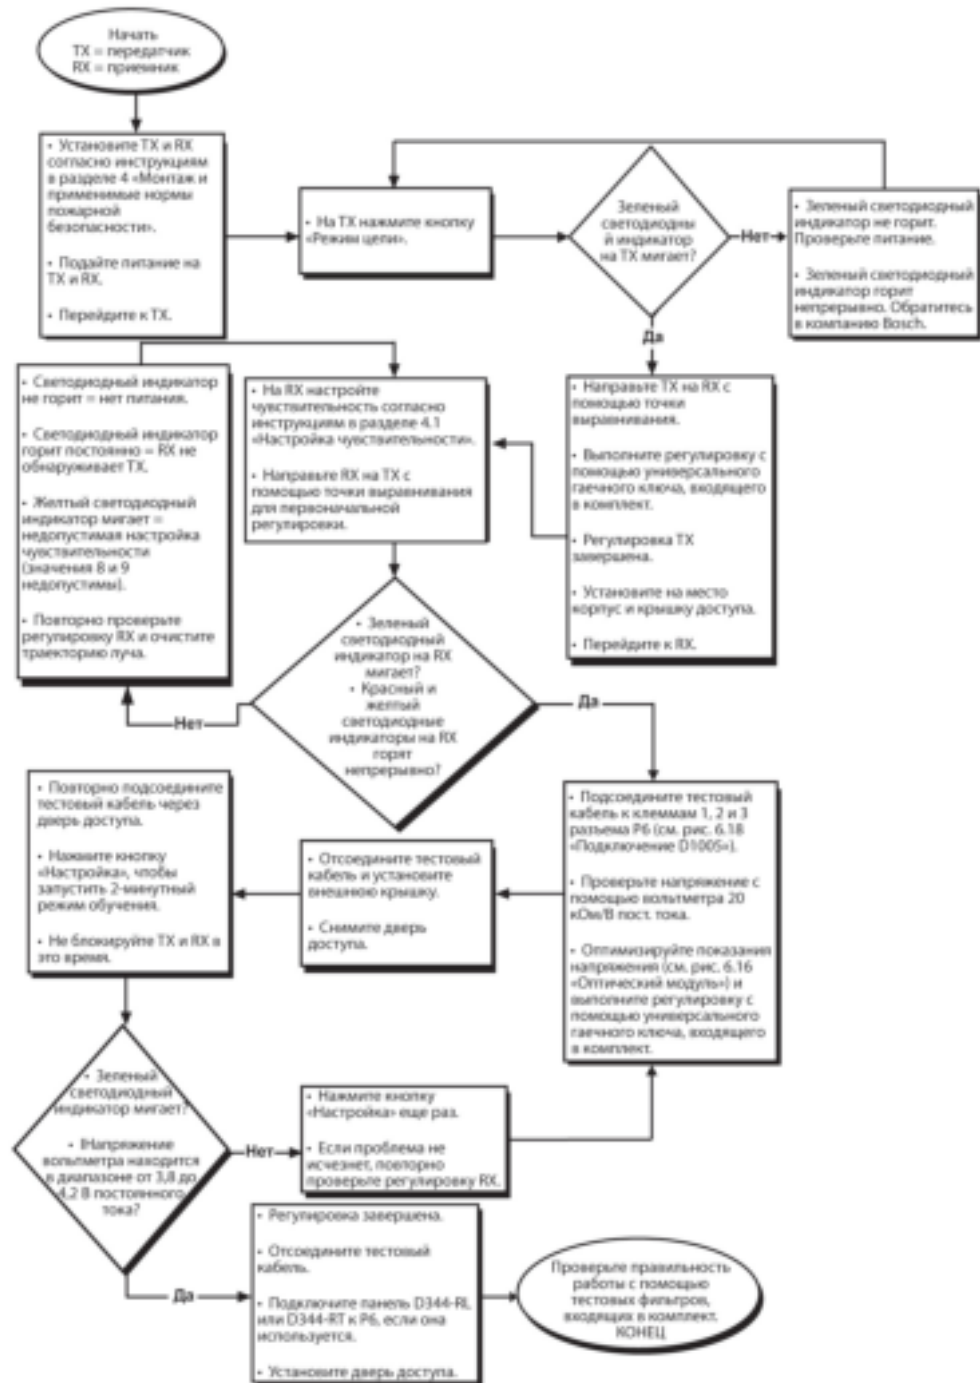 Начать
TX = передатчик
RX = приемник
• Установите TX и RX
согласно инструкциям
в разделе 4 «Монтаж и
применимые нормы
пожарной
безопасности».
• Подайте питание на
TX и RX.
• Перейдите к TX.
• На TX нажмите кнопку
«Режим цепи».
Зеленый
светодиодны
й индикатор
на TX мигает?
Нет
• Зеленый светодиодный
индикатор не горит.
Проверьте питание.
• Зеленый светодиодный
индикатор горит
непрерывно. Обратитесь
в компанию Bosch.
Да
• Направьте TX на RX с
помощью точки
выравнивания.
• Выполните регулировку с
помощью универсального
гаечного ключа, входящего
в комплект.
• Регулировка TX
завершена.
• Установите на место
корпус и крышку доступа.
• Перейдите к RX.
• На RX настройте
чувствительность согласно
инструкциям в разделе 4.1
«Настройка чувствительности».
• Направьте RX на TX с
помощью точки выравнивания
для первоначальной
регулировки.
• Светодиодный индикатор
не горит = нет питания.
• Светодиодный индикатор
горит постоянно = RX не
обнаруживает TX.
• Желтый светодиодный
индикатор мигает =
недопустимая настройка
чувствительности
(значения 8 и 9
недопустимы).
• Повторно проверьте
регулировку RX и очистите
траекторию луча.
• Зеленый
светодиодный
индикатор на RX
мигает?
• Красный и
желтый
светодиодные
индикаторы на RX
горят
непрерывно?
Нет
Да
• Подсоедините тестовый
кабель к клеммам 1, 2 и 3
разъема P6 (см. рис. 6.18
«Подключение D1005»).
• Проверьте напряжение с
помощью вольтметра 20
кОм/В пост. тока.
• Оптимизируйте показания
напряжения (см. рис. 6.16
«Оптический модуль») и
выполните регулировку с
помощью универсального
гаечного ключа, входящего
в комплект.
• Отсоедините тестовый
кабель и установите
внешнюю крышку.
• Снимите дверь
доступа.
• Повторно подсоедините
тестовый кабель через
дверь доступа.
• Нажмите кнопку
«Настройка», чтобы
запустить 2-минутный
режим обучения.
• Не блокируйте TX и RX в
это время.
• Зеленый
светодиодный
индикатор мигает?
• Напряжение
вольтметра находится
в диапазоне от 3,8 до
4,2 В постоянного
тока?
Нет
• Нажмите кнопку
«Настройка» еще раз.
• Если проблема не
исчезнет, повторно
проверьте регулировку RX.
Да
• Регулировка завершена.
• Отсоедините тестовый
кабель.
• Подключите панель D344-RL
или D344-RT к P6, если она
используется.
• Установите дверь доступа.
Проверьте правильность
работы с помощью
тестовых фильтров,
входящих в комплект.
КОНЕЦ